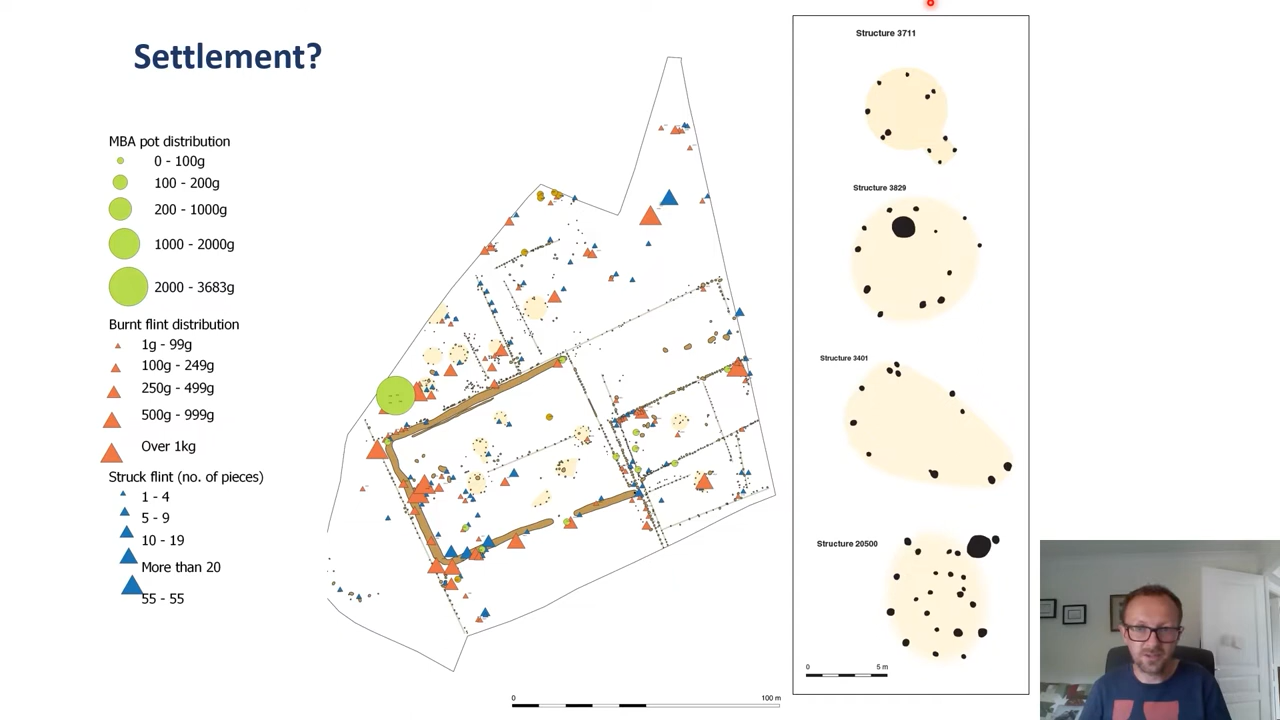 Settlement?
MBA pot distribution
0 - 100g
100 - 200g
200 - 1000g
1000 - 2000g
2000 - 3683g
Burnt flint distribution
1g - 99g
100g - 249g
250g - 499g
500g - 999g
Over 1kg
Struck flint (no. of pieces)
1 - 4
5 - 9
10 - 19
More than 20
55 - 55
0
100 m
Structure 3711
Structure 3829
Structure 3401
Structure 20500
0
5 m